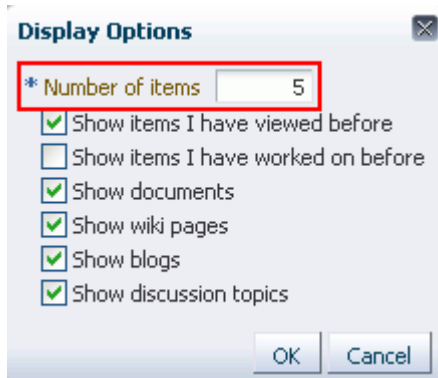 Display Options
* Number of items 5
Show items I have viewed before
Show items I have worked on before
Show documents
Show wiki pages
Show blogs
Show discussion topics
OK Cancel